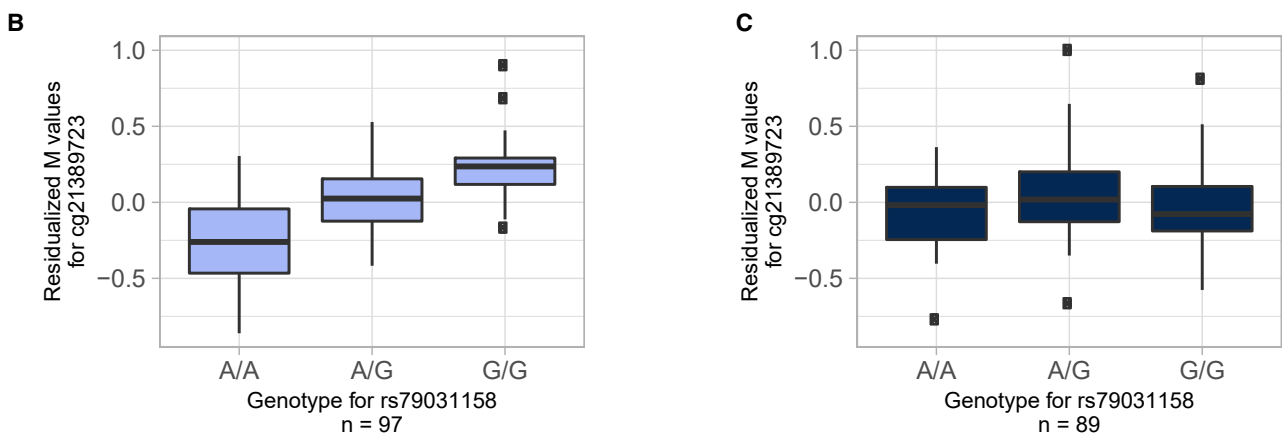 B
1.0
0.5
0.0
−0.5
Residualized M values
for cg21389723
A/A A/G G/G
Genotype for rs79031158
n = 97
C
1.0
0.5
0.0
−0.5
Residualized M values
for cg21389723
A/A A/G G/G
Genotype for rs79031158
n = 89